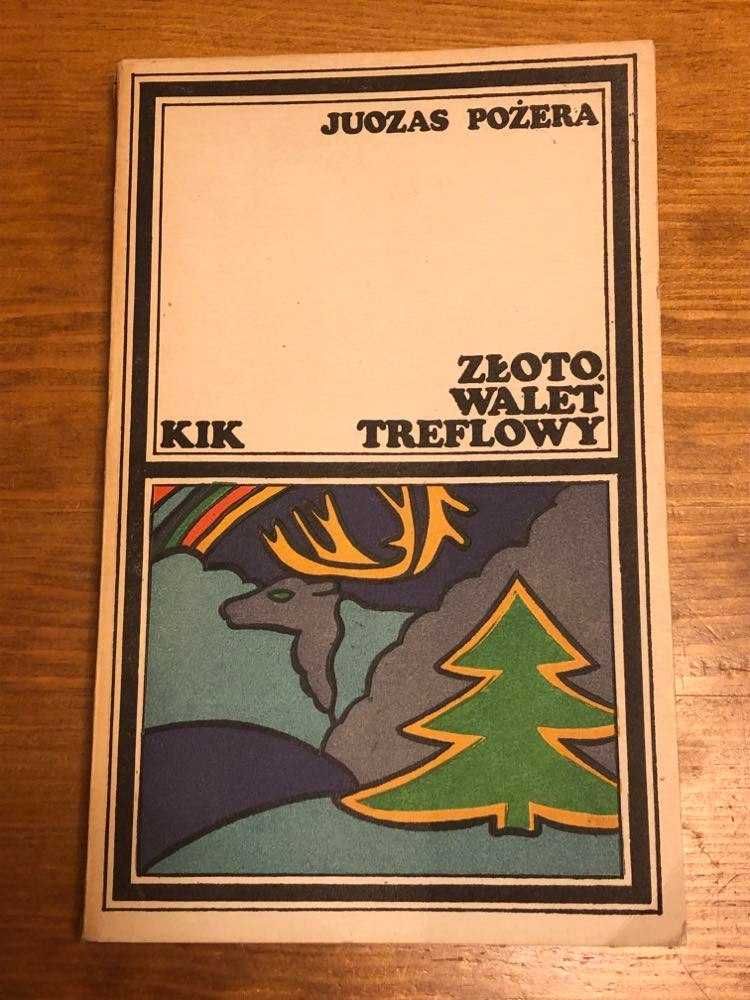 JUOZAS POŻERA
ZŁOTO.
WALET
KIK TREFLOWY